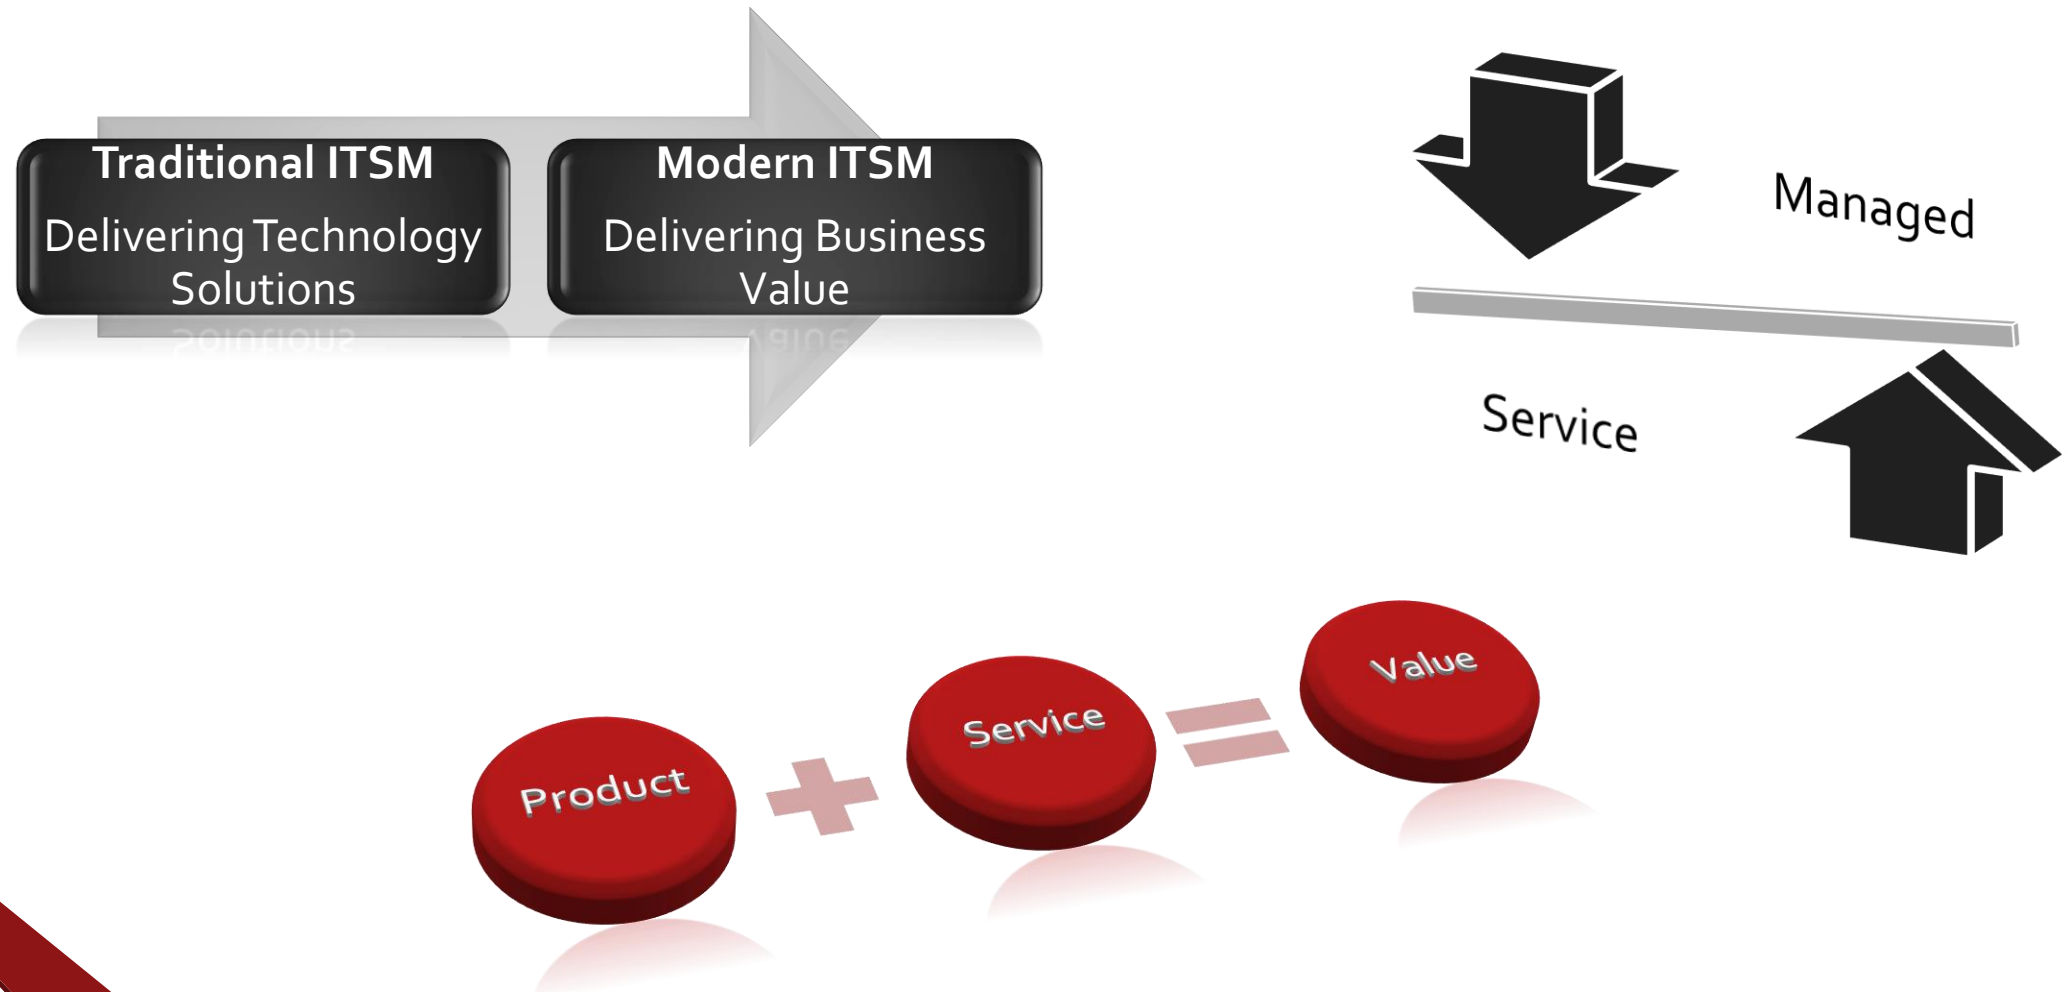 Traditional ITSM
Delivering Technology
Solutions
Modern ITSM
Delivering Business
Value
Managed
Service
Product
Service
Value